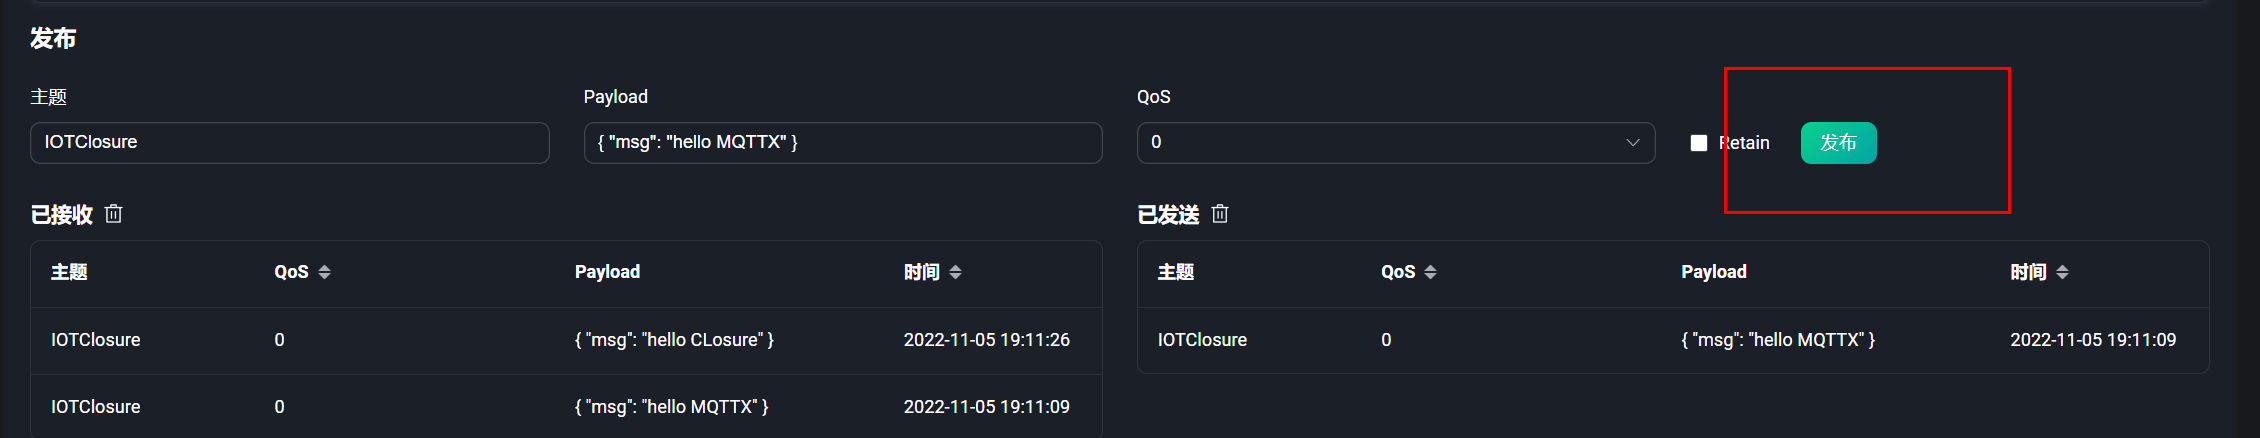 发布
主题 Payload QoS
IOTClosure { "msg": "hello MQTTX" } 0 Retain 发布
已接收 已发送
主题 QoS Payload 时间 主题 QoS Payload 时间
IOTClosure 0 { "msg": "hello CLosure" } 2022-11-05 19:11:26 IOTClosure 0 { "msg": "hello MQTTX" } 2022-11-05 19:11:09
IOTClosure 0 { "msg": "hello MQTTX" } 2022-11-05 19:11:09